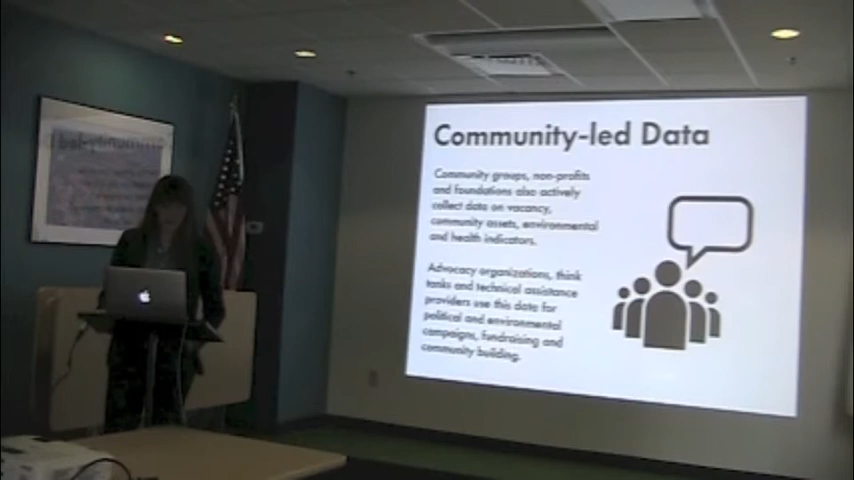 Community-led Data
Community groups, non-profits
and foundations also actively
collect data on vacancy,
community assets, environmental
and health indicators.
Advocacy organizations, think
tanks and technical assistance
providers use this data for
political and environmental
campaigns, fundraising and
community building.